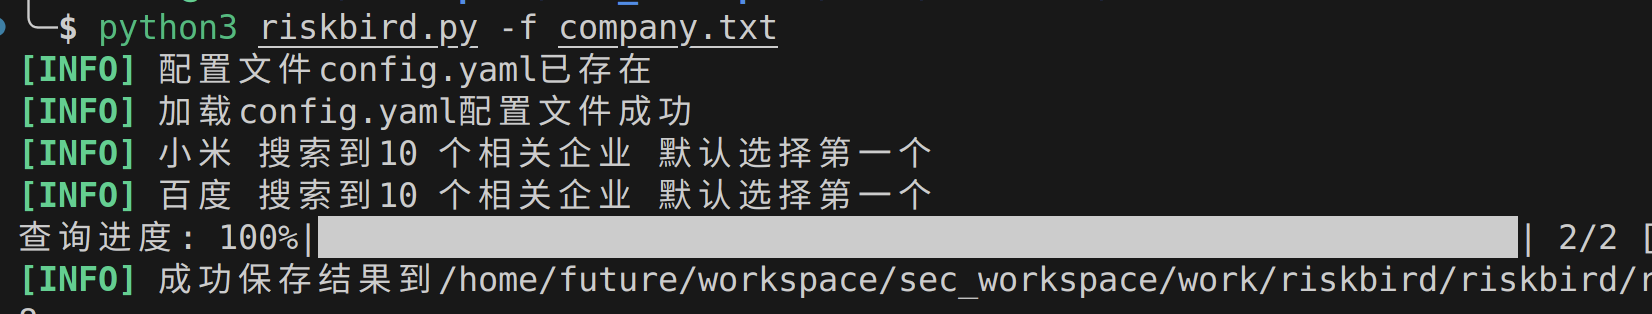 $ python3 riskbird.py -f company.txt
[INFO] 配置文件config.yaml已存在
[INFO] 加载config.yaml配置文件成功
[INFO] 小米 搜索到10 个相关企业 默认选择第一个
[INFO] 百度 搜索到10 个相关企业 默认选择第一个
查询进度: 100%| | 2/2 [
[INFO] 成功保存结果到/home/future/workspace/sec_workspace/work/riskbird/riskbird/r